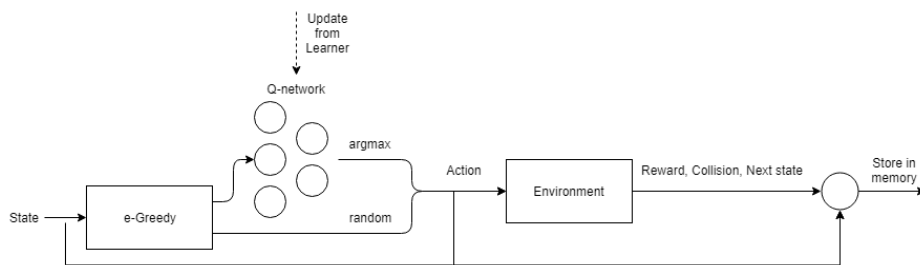 Update
from
Learner
Q-network
argmax
Action
Environment
Reward, Collision, Next state
Store in
memory
State
e-Greedy
random